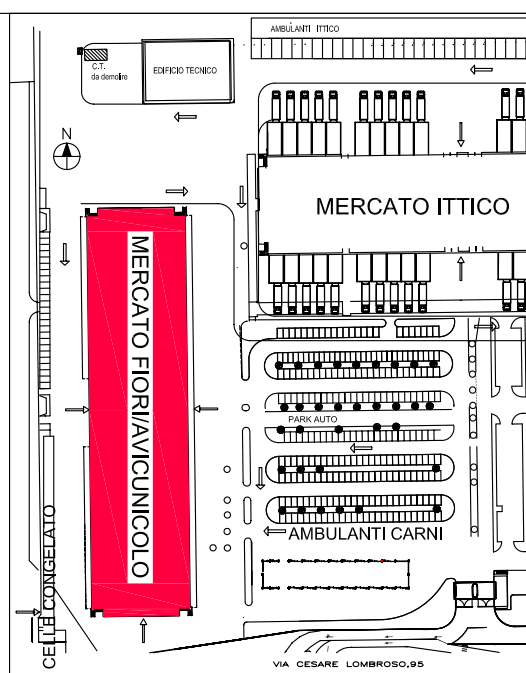 AMBULANTI ITTICO
C.T.
da demolire
EDIFICIO TECNICO
N
MERCATO ITTICO
MERCATO FIORI/AVICUNICOLO
PARK AUTO
AMBULANTI CARNI
CELLE CONGELATO
VIA CESARE LOMBROSO,95